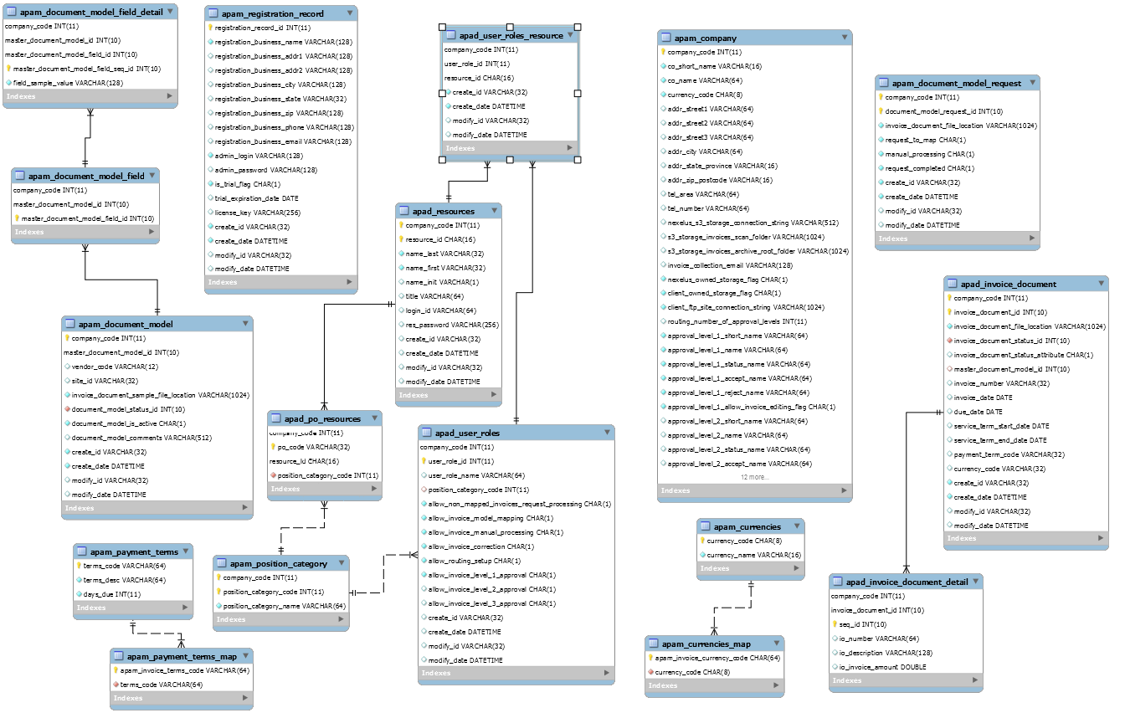 apam_document_model_field_detail
company_code INT(11)
master_document_model_id INT(10)
master_document_model_field_id INT(10)
master_document_model_field_seq_id INT(10)
field_sample_value VARCHAR(128)
Indexes
apam_document_model_field
company_code INT(11)
master_document_model_id INT(10)
master_document_model_field_id INT(10)
Indexes
apam_registration_record
registration_record_id INT(11)
registration_business_name VARCHAR(128)
registration_business_addr1 VARCHAR(128)
registration_business_addr2 VARCHAR(128)
registration_business_city VARCHAR(128)
registration_business_state VARCHAR(32)
registration_business_zip VARCHAR(128)
registration_business_phone VARCHAR(128)
registration_business_email VARCHAR(128)
admin_login VARCHAR(128)
admin_password VARCHAR(128)
is_trial_flag CHAR(1)
trial_expiration_date DATE
license_key VARCHAR(256)
create_id VARCHAR(32)
create_date DATETIME
modify_id VARCHAR(32)
modify_date DATETIME
Indexes
apad_user_roles_resource
company_code INT(11)
user_role_id INT(11)
resource_id CHAR(16)
create_id VARCHAR(32)
create_date DATETIME
modify_id VARCHAR(32)
modify_date DATETIME
Indexes
apad_resources
company_code INT(11)
resource_id CHAR(16)
name_last VARCHAR(32)
name_first VARCHAR(32)
name_init VARCHAR(1)
title VARCHAR(64)
login_id VARCHAR(64)
res_password VARCHAR(256)
create_id VARCHAR(32)
create_date DATETIME
modify_id VARCHAR(32)
modify_date DATETIME
Indexes
apam_document_model
company_code INT(11)
master_document_model_id INT(10)
vendor_code VARCHAR(12)
site_id VARCHAR(32)
invoice_document_sample_file_location VARCHAR(1024)
document_model_status_id INT(10)
document_model_is_active CHAR(1)
document_model_comments VARCHAR(512)
create_id VARCHAR(32)
create_date DATETIME
modify_id VARCHAR(32)
modify_date DATETIME
Indexes
apad_po_resources
company_code INT(11)
po_code VARCHAR(32)
resource_id CHAR(16)
position_category_code INT(11)
Indexes
apad_user_roles
company_code INT(11)
user_role_id INT(11)
user_role_name VARCHAR(64)
position_category_code INT(11)
allow_non_mapped_invoices_request_processing CHAR(1)
allow_invoice_model_mapping CHAR(1)
allow_invoice_manual_processing CHAR(1)
allow_invoice_correction CHAR(1)
allow_routing_setup CHAR(1)
allow_invoice_level_1_approval CHAR(1)
allow_invoice_level_2_approval CHAR(1)
allow_invoice_level_3_approval CHAR(1)
create_id VARCHAR(32)
create_date DATETIME
modify_id VARCHAR(32)
modify_date DATETIME
Indexes
apam_payment_terms
terms_code VARCHAR(64)
terms_desc VARCHAR(64)
days_due INT(11)
Indexes
apam_position_category
company_code INT(11)
position_category_code INT(11)
position_category_name VARCHAR(64)
Indexes
apam_payment_terms_map
apam_invoice_terms_code VARCHAR(64)
terms_code VARCHAR(64)
Indexes
apam_company
company_code INT(11)
co_short_name VARCHAR(16)
co_name VARCHAR(64)
currency_code CHAR(8)
addr_street1 VARCHAR(64)
addr_street2 VARCHAR(64)
addr_street3 VARCHAR(64)
addr_city VARCHAR(64)
addr_state_province VARCHAR(16)
addr_zip_postcode VARCHAR(16)
tel_area VARCHAR(64)
tel_number VARCHAR(64)
nexelus_s3_storage_connection_string VARCHAR(512)
s3_storage_invoices_scan_folder VARCHAR(1024)
s3_storage_invoices_archive_root_folder VARCHAR(1024)
invoice_collection_email VARCHAR(128)
nexelus_owned_storage_flag CHAR(1)
client_owned_storage_flag CHAR(1)
client_ftp_site_connection_string VARCHAR(1024)
routing_number_of_approval_levels INT(11)
approval_level_1_short_name VARCHAR(64)
approval_level_1_name VARCHAR(64)
approval_level_1_status_name VARCHAR(64)
approval_level_1_accept_name VARCHAR(64)
approval_level_1_reject_name VARCHAR(64)
approval_level_1_allow_invoice_editing_flag CHAR(1)
approval_level_2_short_name VARCHAR(64)
approval_level_2_name VARCHAR(64)
approval_level_2_status_name VARCHAR(64)
approval_level_2_accept_name VARCHAR(64)
12 more...
Indexes
apam_document_model_request
company_code INT(11)
document_model_request_id INT(10)
invoice_document_file_location VARCHAR(1024)
request_to_map CHAR(1)
manual_processing CHAR(1)
request_completed CHAR(1)
create_id VARCHAR(32)
create_date DATETIME
modify_id VARCHAR(32)
modify_date DATETIME
Indexes
apad_invoice_document
company_code INT(11)
invoice_document_id INT(10)
invoice_document_file_location VARCHAR(1024)
invoice_document_status_id INT(10)
invoice_document_status_attribute CHAR(1)
master_document_model_id INT(10)
invoice_number VARCHAR(32)
invoice_date DATE
due_date DATE
service_term_start_date DATE
service_term_end_date DATE
payment_term_code VARCHAR(32)
currency_code VARCHAR(32)
create_id VARCHAR(32)
create_date DATETIME
modify_id VARCHAR(32)
modify_date DATETIME
Indexes
apam_currencies
currency_code CHAR(8)
currency_name VARCHAR(16)
Indexes
apam_currencies_map
apam_invoice_currency_code CHAR(64)
currency_code CHAR(8)
Indexes
apad_invoice_document_detail
company_code INT(11)
invoice_document_id INT(10)
seq_id INT(10)
io_number VARCHAR(64)
io_description VARCHAR(128)
io_invoice_amount DOUBLE
Indexes